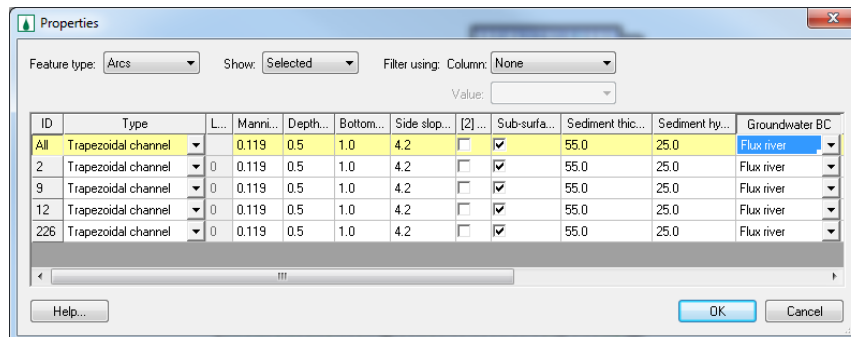 Properties
Feature type: Arcs Show: Selected Filter using: Column: None
Value:
ID Type L... Manni... Depth... Bottom... Side slop... [2] ... Sub-surfa... Sediment thic... Sediment hy... Groundwater BC
All Trapezoidal channel 0.119 0.5 1.0 4.2 55.0 25.0 Flux river
2 Trapezoidal channel 0 0.119 0.5 1.0 4.2 55.0 25.0 Flux river
9 Trapezoidal channel 0 0.119 0.5 1.0 4.2 55.0 25.0 Flux river
12 Trapezoidal channel 0 0.119 0.5 1.0 4.2 55.0 25.0 Flux river
226 Trapezoidal channel 0 0.119 0.5 1.0 4.2 55.0 25.0 Flux river
Help... OK Cancel